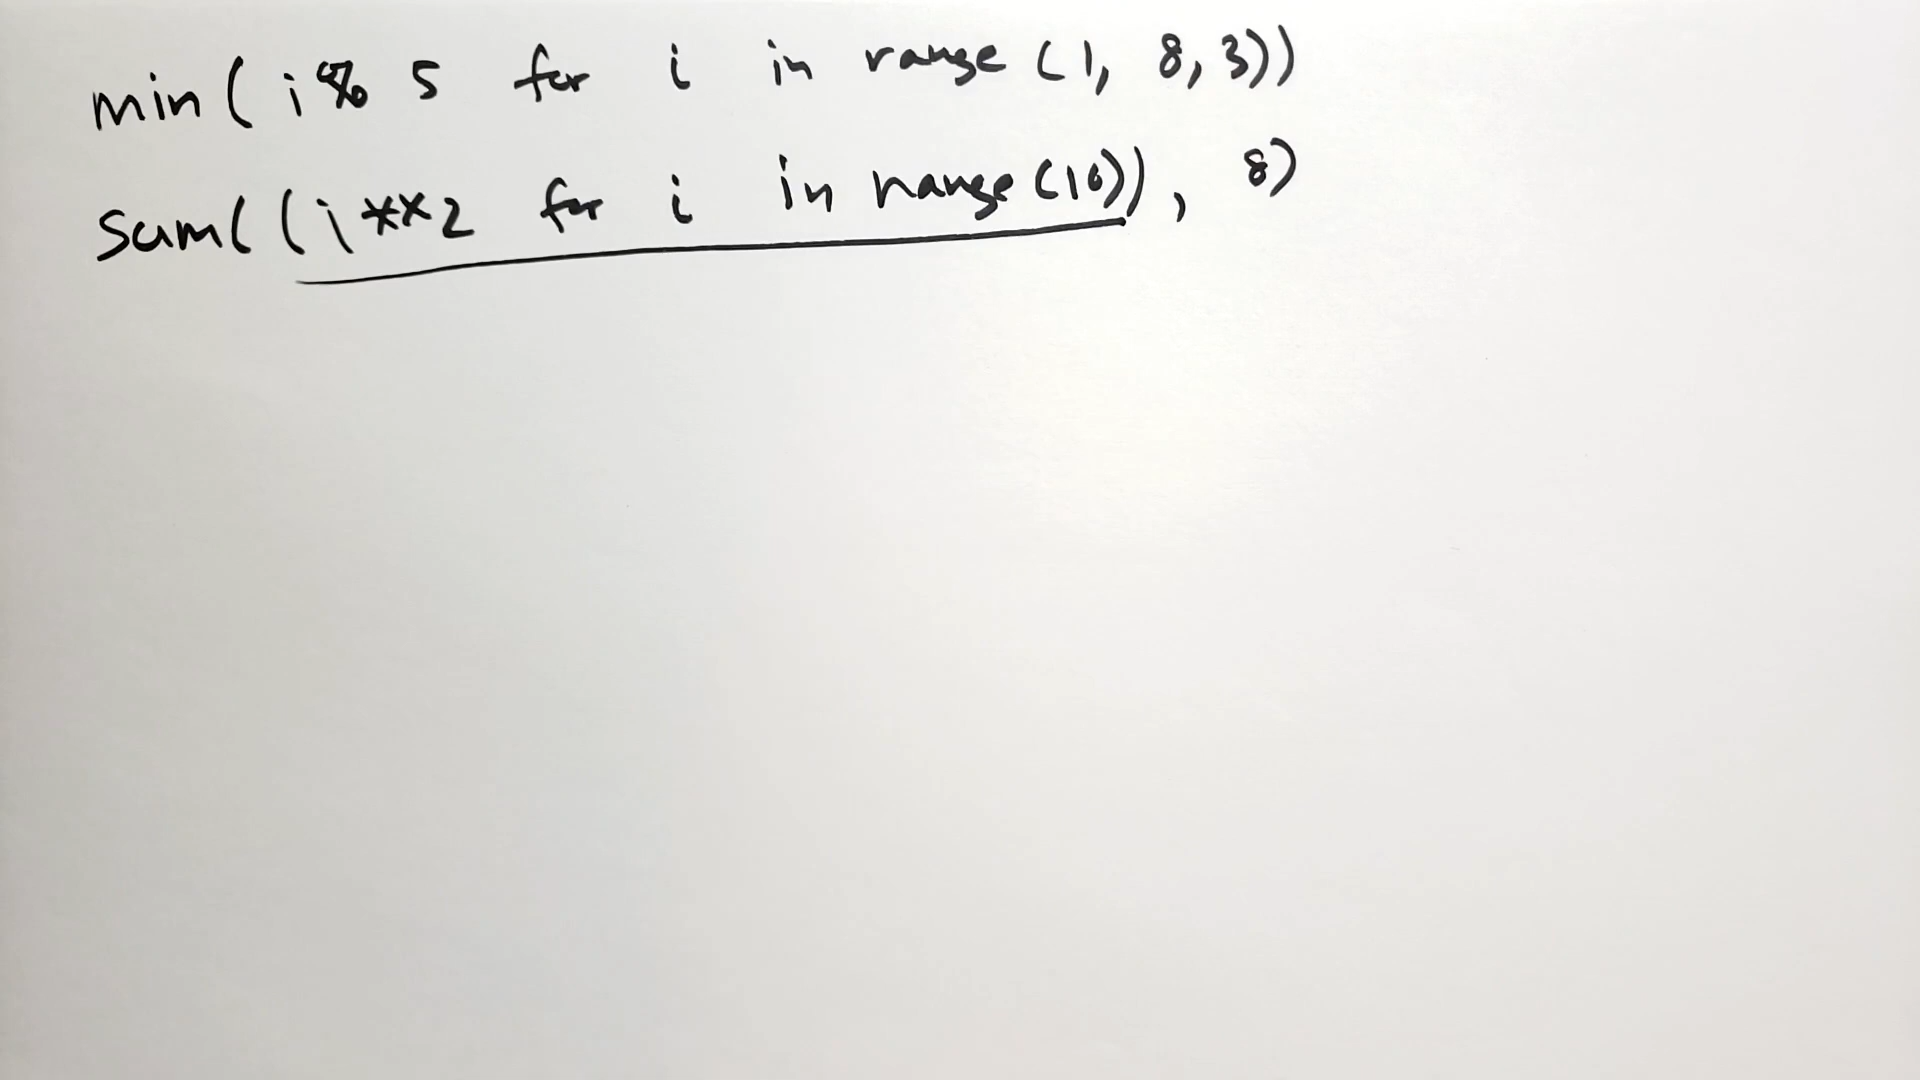 min(i % 5 for i in range(1, 8, 3))
sum((i**2 for i in range(10)), 8)